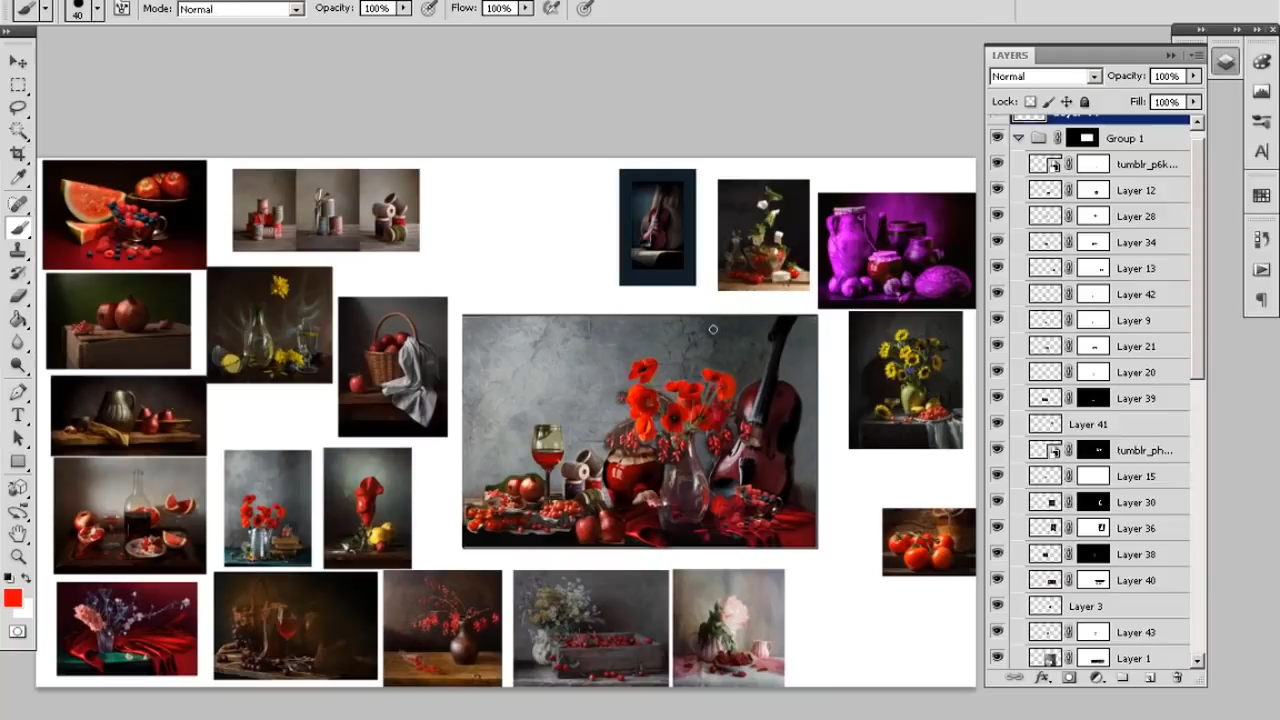 Mode: Normal Opacity: 100% Flow: 100%
40
LAYERS
Normal Opacity: 100%
Lock: Fill: 100%
Group 1
tumblr_p6k...
Layer 12
Layer 28
Layer 34
Layer 13
Layer 42
Layer 9
Layer 21
Layer 20
Layer 39
Layer 41
tumblr_ph...
Layer 15
Layer 30
Layer 36
Layer 38
Layer 40
Layer 3
Layer 43
Layer 1